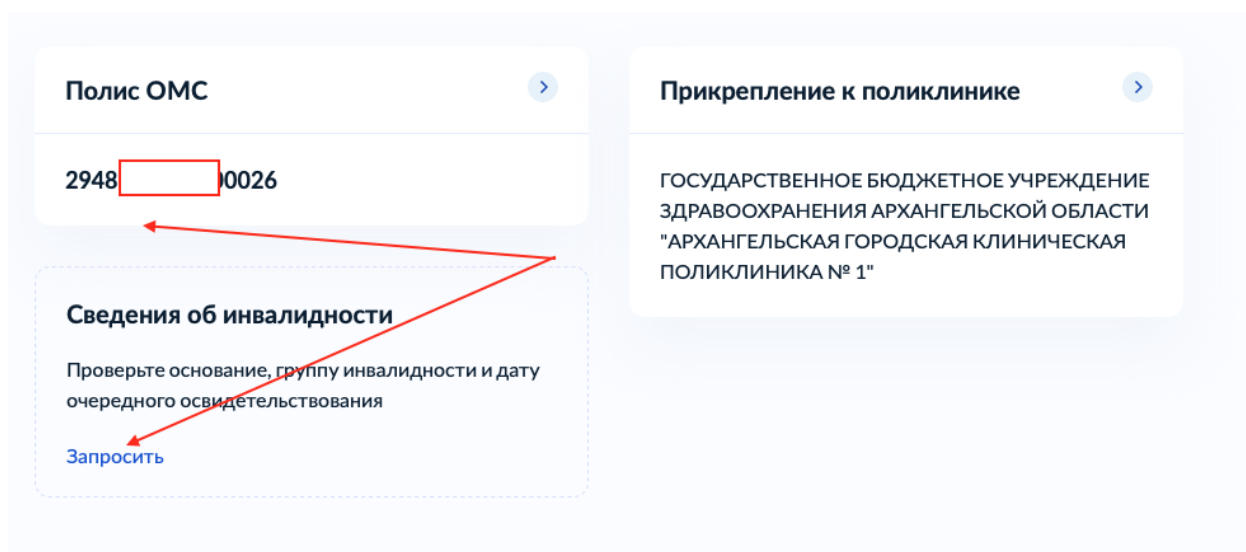 Полис ОМС
2948 0026
Сведения об инвалидности
Проверьте основание, группу инвалидности и дату
очередного освидетельствования
Запросить
Прикрепление к поликлинике
ГОСУДАРСТВЕННОЕ БЮДЖЕТНОЕ УЧРЕЖДЕНИЕ
ЗДРАВООХРАНЕНИЯ АРХАНГЕЛЬСКОЙ ОБЛАСТИ
"АРХАНГЕЛЬСКАЯ ГОРОДСКАЯ КЛИНИЧЕСКАЯ
ПОЛИКЛИНИКА № 1"